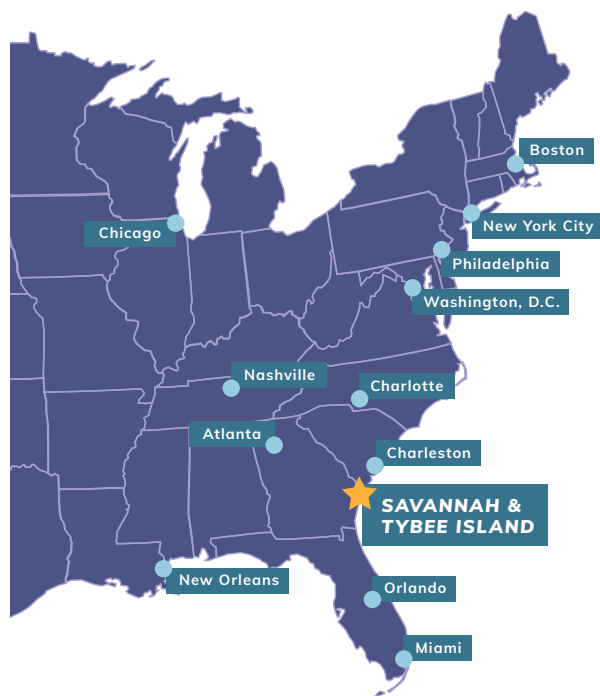 Boston
New York City
Chicago
Philadelphia
Washington, D.C.
Nashville
Charlotte
Atlanta
Charleston
SAVANNAH &
TYBEE ISLAND
New Orleans
Orlando
Miami